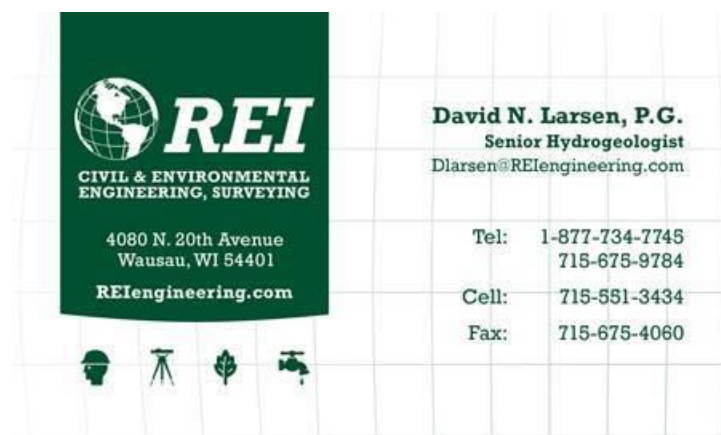 REI
CIVIL & ENVIRONMENTAL
ENGINEERING, SURVEYING
4080 N. 20th Avenue
Wausau, WI 54401
REIengineering.com
David N. Larsen, P.G.
Senior Hydrogeologist
Dlarsen@REIengineering.com
Tel: 1-877-734-7745
715-675-9784
Cell: 715-551-3434
Fax: 715-675-4060